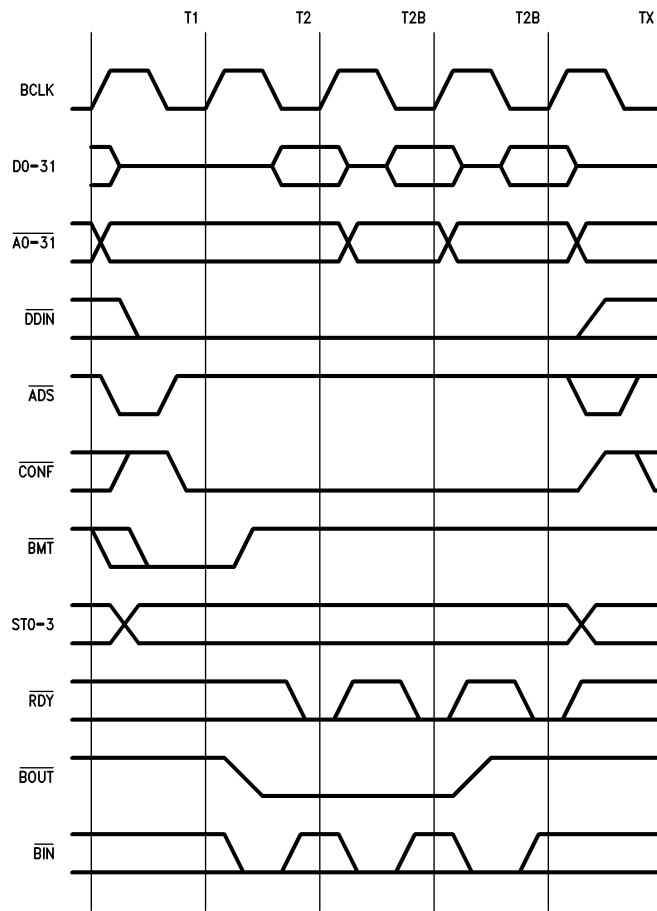 T1 T2 T2B T2B TX
BCLK
D0-31
A0-31
DDIN
ADS
CONF
BMT
ST0-3
RDY
BOUT
BIN